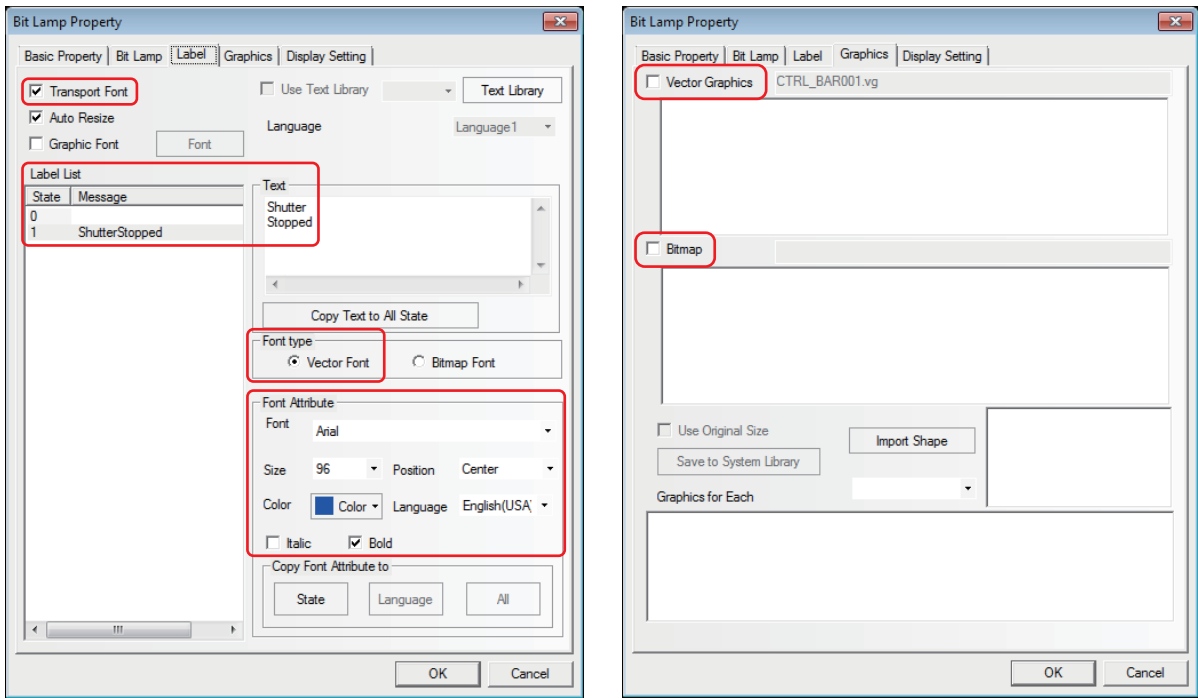 Bit Lamp Property
Basic Property Bit Lamp Label Graphics Display Setting
Transport Font
Use Text Library
Text Library
Auto Resize
Language
Language1
Graphic Font
Font
Label List
State Message
0
1 ShutterStopped
Text
Shutter
Stopped
Copy Text to All State
Font type
Vector Font
Bitmap Font
Font Attribute
Font
Arial
Size 96 Position Center
Color Color Language English(USA)
Italic Bold
Copy Font Attribute to
State Language All
OK Cancel
Bit Lamp Property
Basic Property Bit Lamp Label Graphics Display Setting
Vector Graphics CTRL_BAR001.vg
Bitmap
Use Original Size
Import Shape
Save to System Library
Graphics for Each
OK Cancel